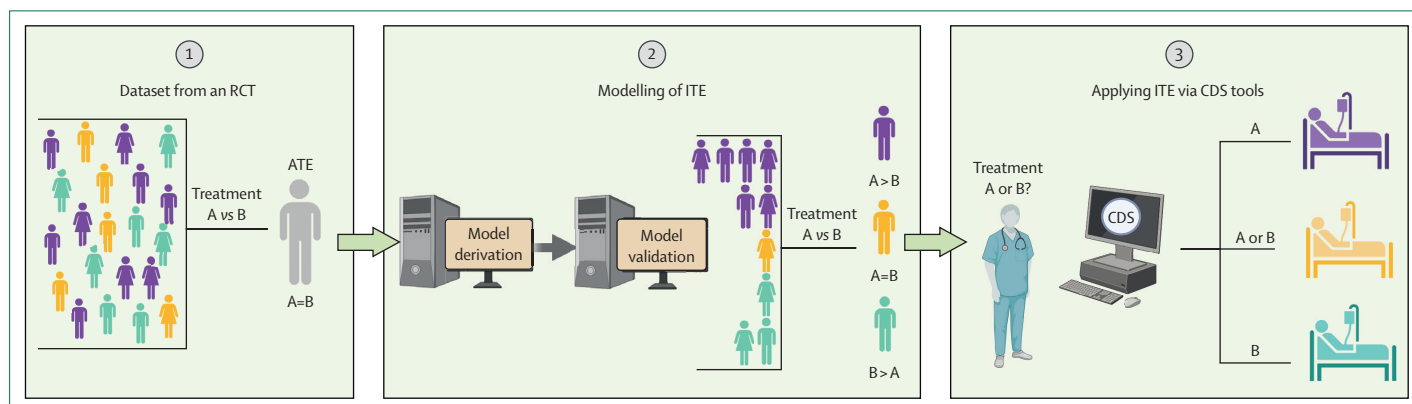 1
Dataset from an RCT
ATE
Treatment
A vs B
A=B
2
Modelling of ITE
Model
derivation
Model
validation
Treatment
A vs B
A>B
A=B
B>A
3
Applying ITE via CDS tools
Treatment
A or B?
CDS
A
A or B
B